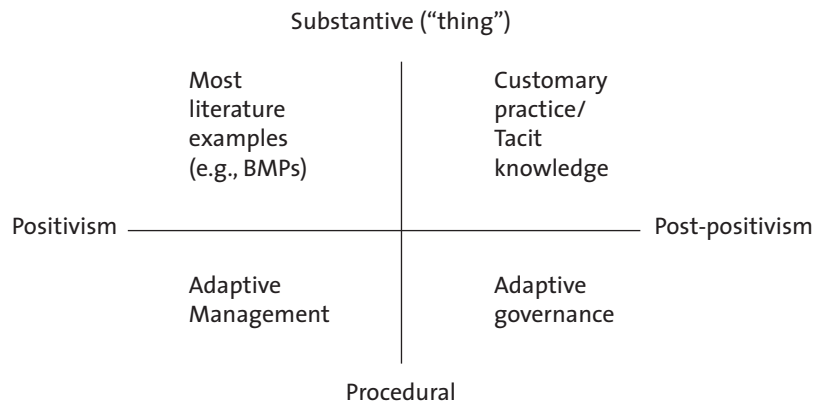 Substantive (“thing”)
Most
literature
examples
(e.g., BMPs)
Customary
practice/
Tacit
knowledge
Positivism
Post-positivism
Adaptive
Management
Adaptive
governance
Procedural